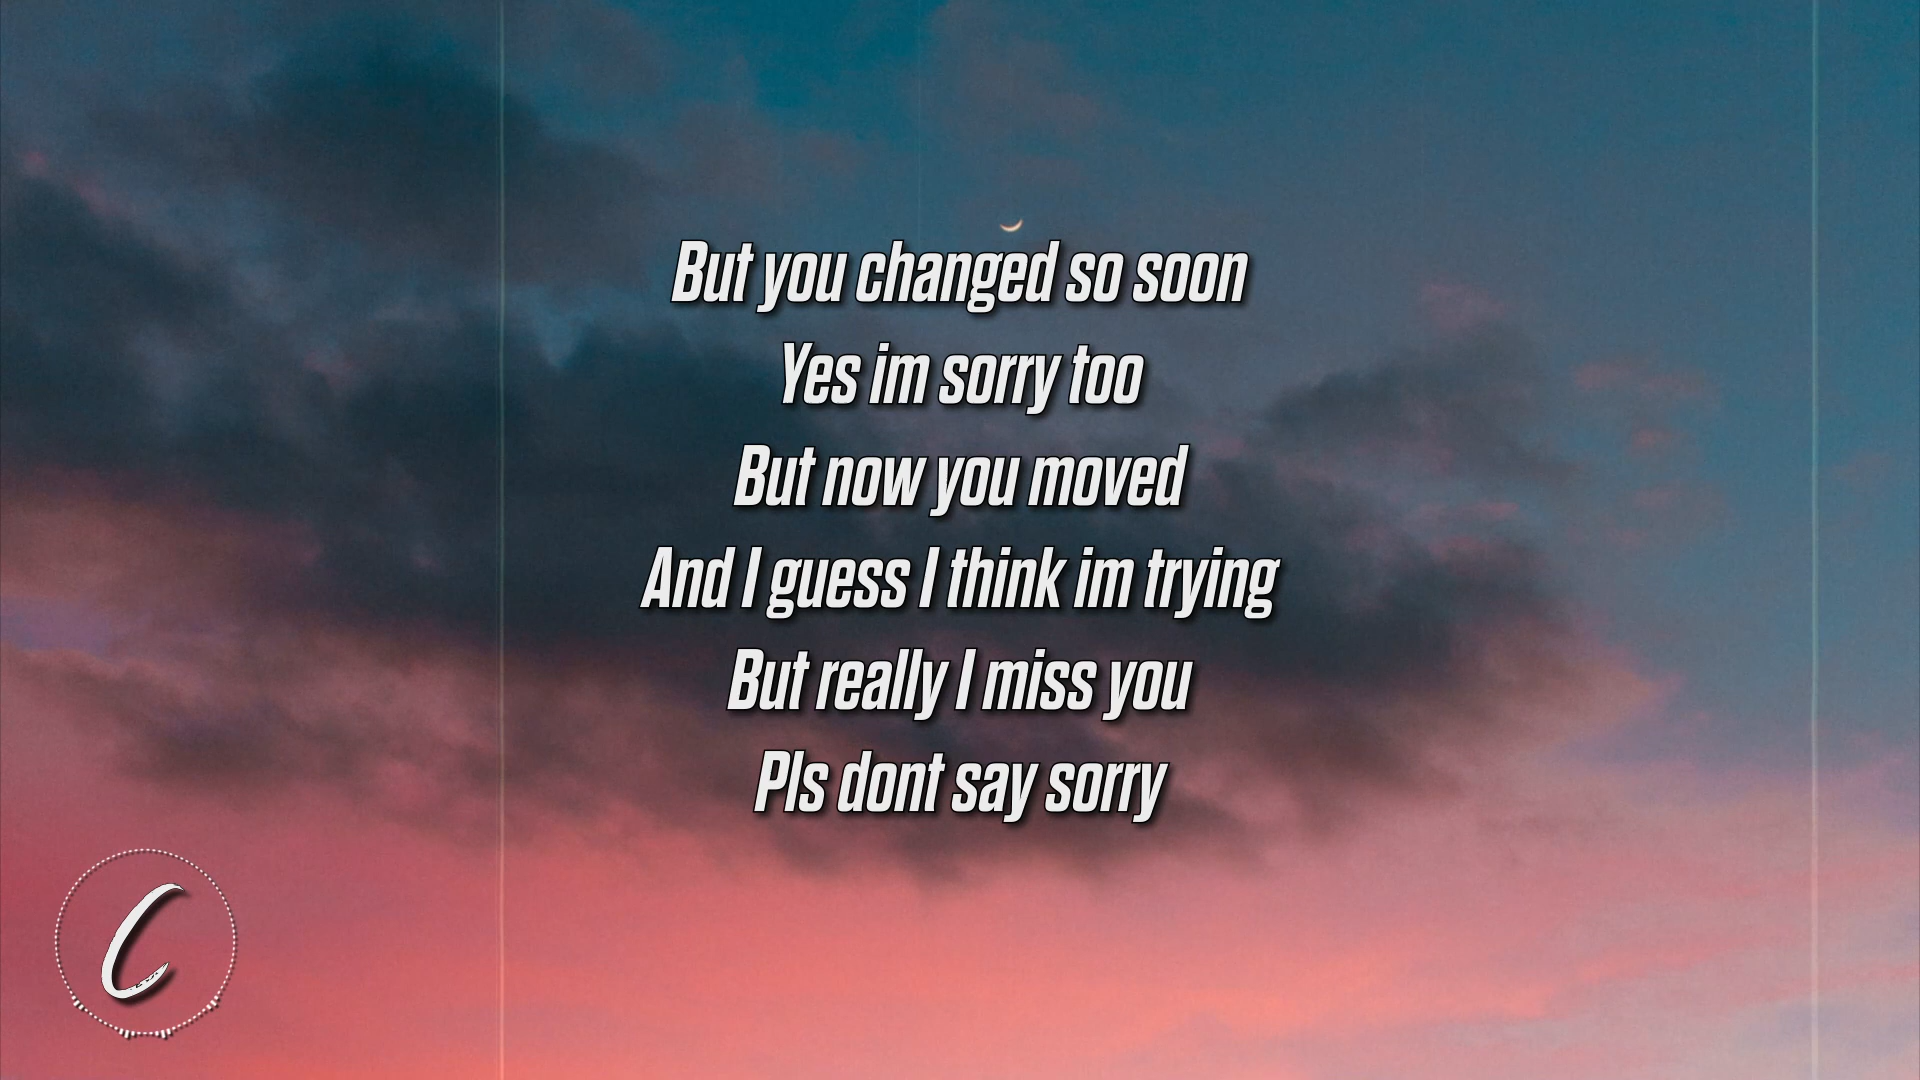 But you changed so soon
Yes im sorry too
But now you moved
And I guess I think im trying
But really I miss you
Pls dont say sorry
C